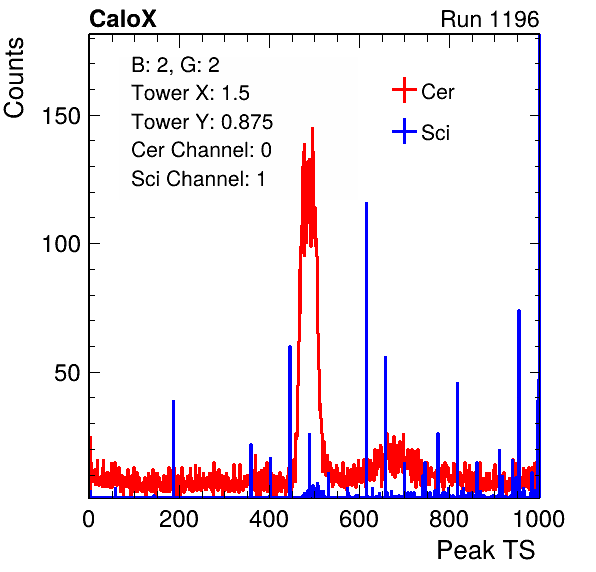 CaloX
Run 1196
Counts
B: 2, G: 2
Tower X: 1.5
Tower Y: 0.875
Cer Channel: 0
Sci Channel: 1
Cer
Sci
150
100
50
0 200 400 600 800 1000
Peak TS